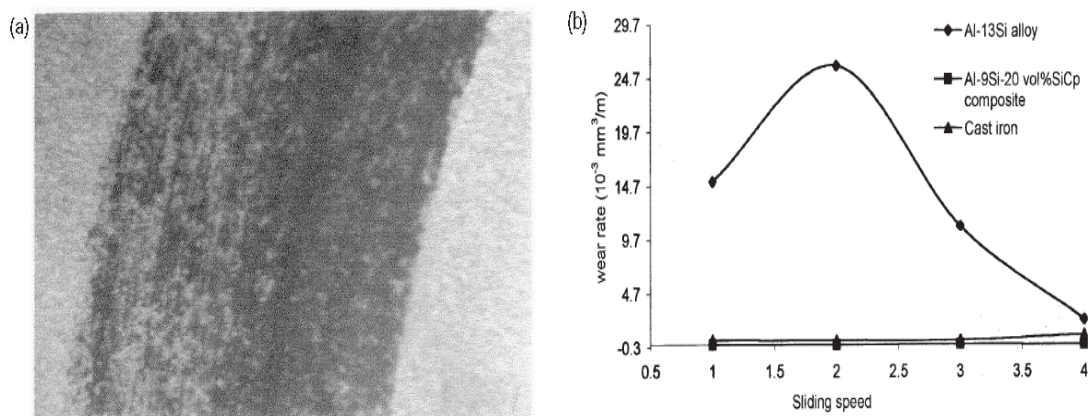 (a)
(b)
29.7
24.7
19.7
14.7
9.7
4.7
-0.3
wear rate (10⁻³ mm³/m)
0.5
1
1.5
2
2.5
3
3.5
4
Sliding speed
Al-13Si alloy
Al-9Si-20 vol%SiCp
composite
Cast iron